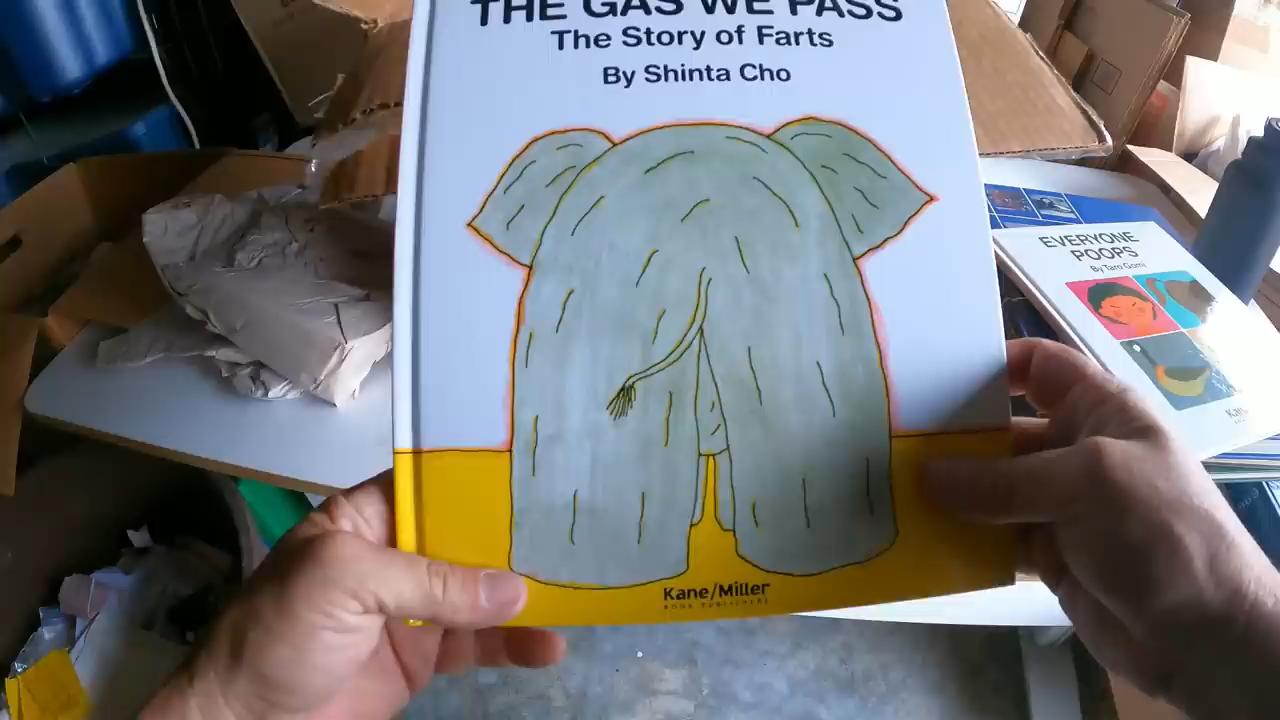 THE GAS WE PASS
The Story of Farts
By Shinta Cho
EVERYONE
POOPS
By Taro Gomi
Kane/Miller
BOOK PUBLISHERS